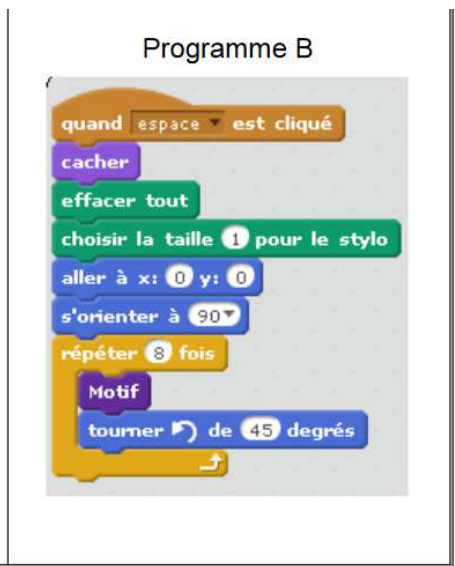 Programme B
quand espace est cliqué
cacher
effacer tout
choisir la taille 1 pour le stylo
aller à x: 0 y: 0
s'orienter à 90
répéter 8 fois
Motif
tourner de 45 degrés